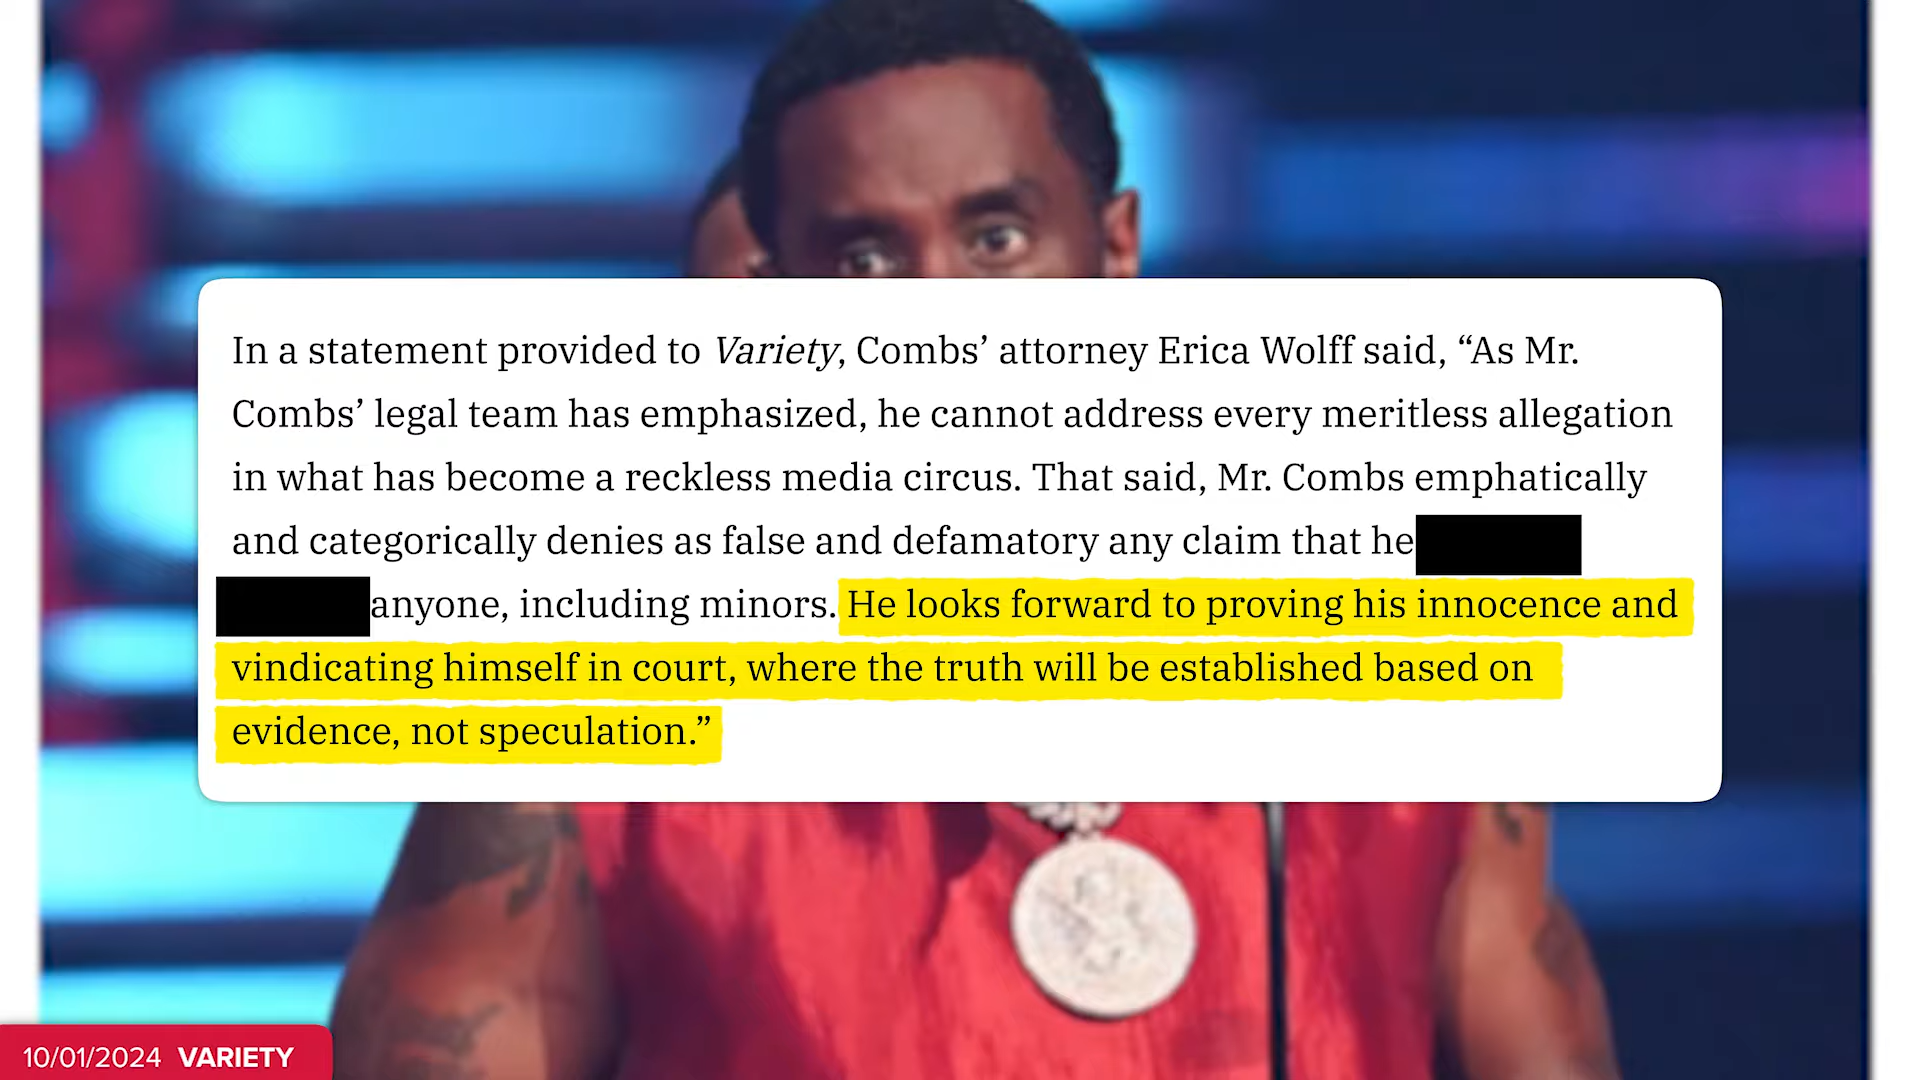 In a statement provided to Variety, Combs’ attorney Erica Wolff said, “As Mr.
Combs’ legal team has emphasized, he cannot address every meritless allegation
in what has become a reckless media circus. That said, Mr. Combs emphatically
and categorically denies as false and defamatory any claim that he
anyone, including minors. He looks forward to proving his innocence and
vindicating himself in court, where the truth will be established based on
evidence, not speculation.”
10/01/2024 VARIETY